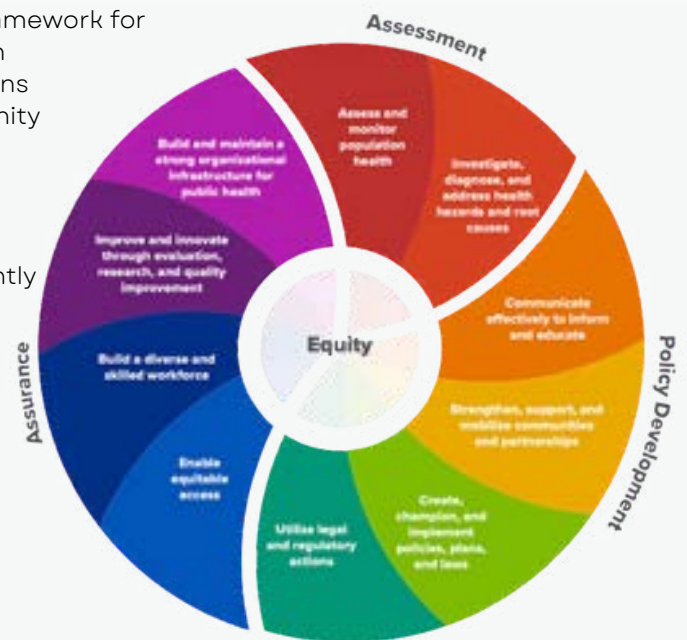 mework for
ns
nity
ntly
Assessment
Assess and
monitor
population
health
Investigate,
diagnose, and
address health
hazards and root
causes
Policy Development
Communicate
effectively to inform
and educate
Strengthen, support, and
mobilize communities
and partnerships
Create,
champion, and
implement
policies, plans,
and laws
Utilize legal
and regulatory
actions
Assurance
Enable
equitable
access
Build a diverse and
skilled workforce
Improve and innovate
through evaluation,
research, and quality
improvement
Build and maintain a
strong organizational
infrastructure for
public health
Equity